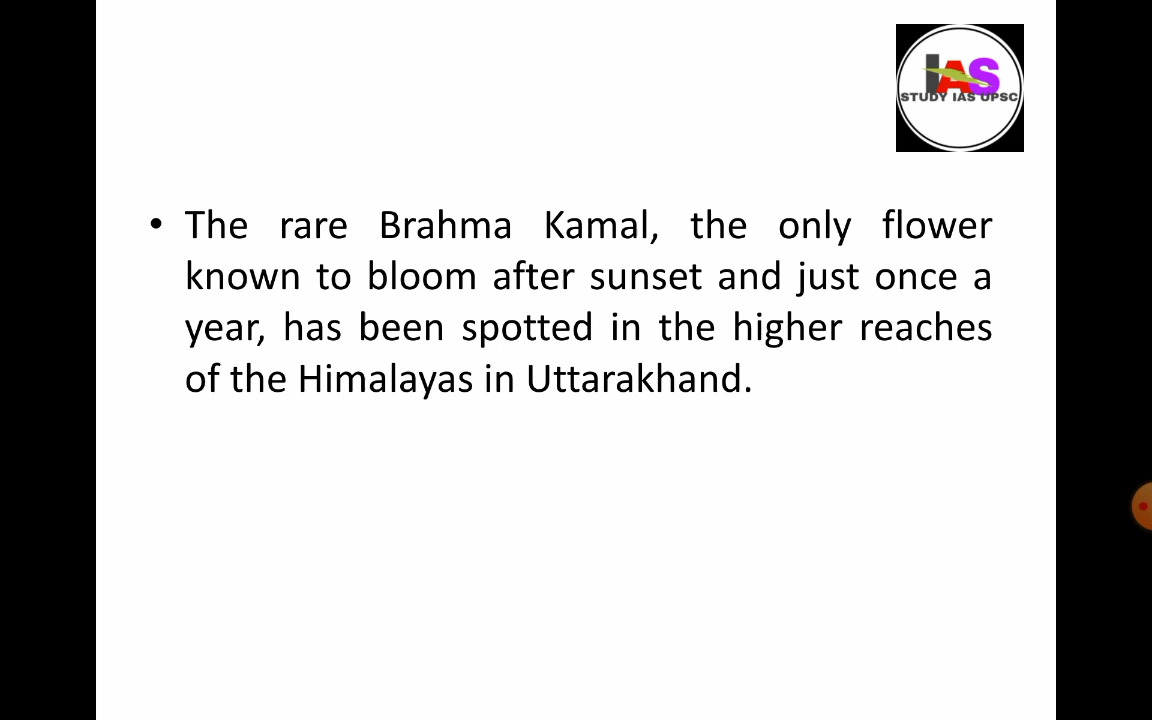 IAS
STUDY IAS UPSC
• The rare Brahma Kamal, the only flower
known to bloom after sunset and just once a
year, has been spotted in the higher reaches
of the Himalayas in Uttarakhand.